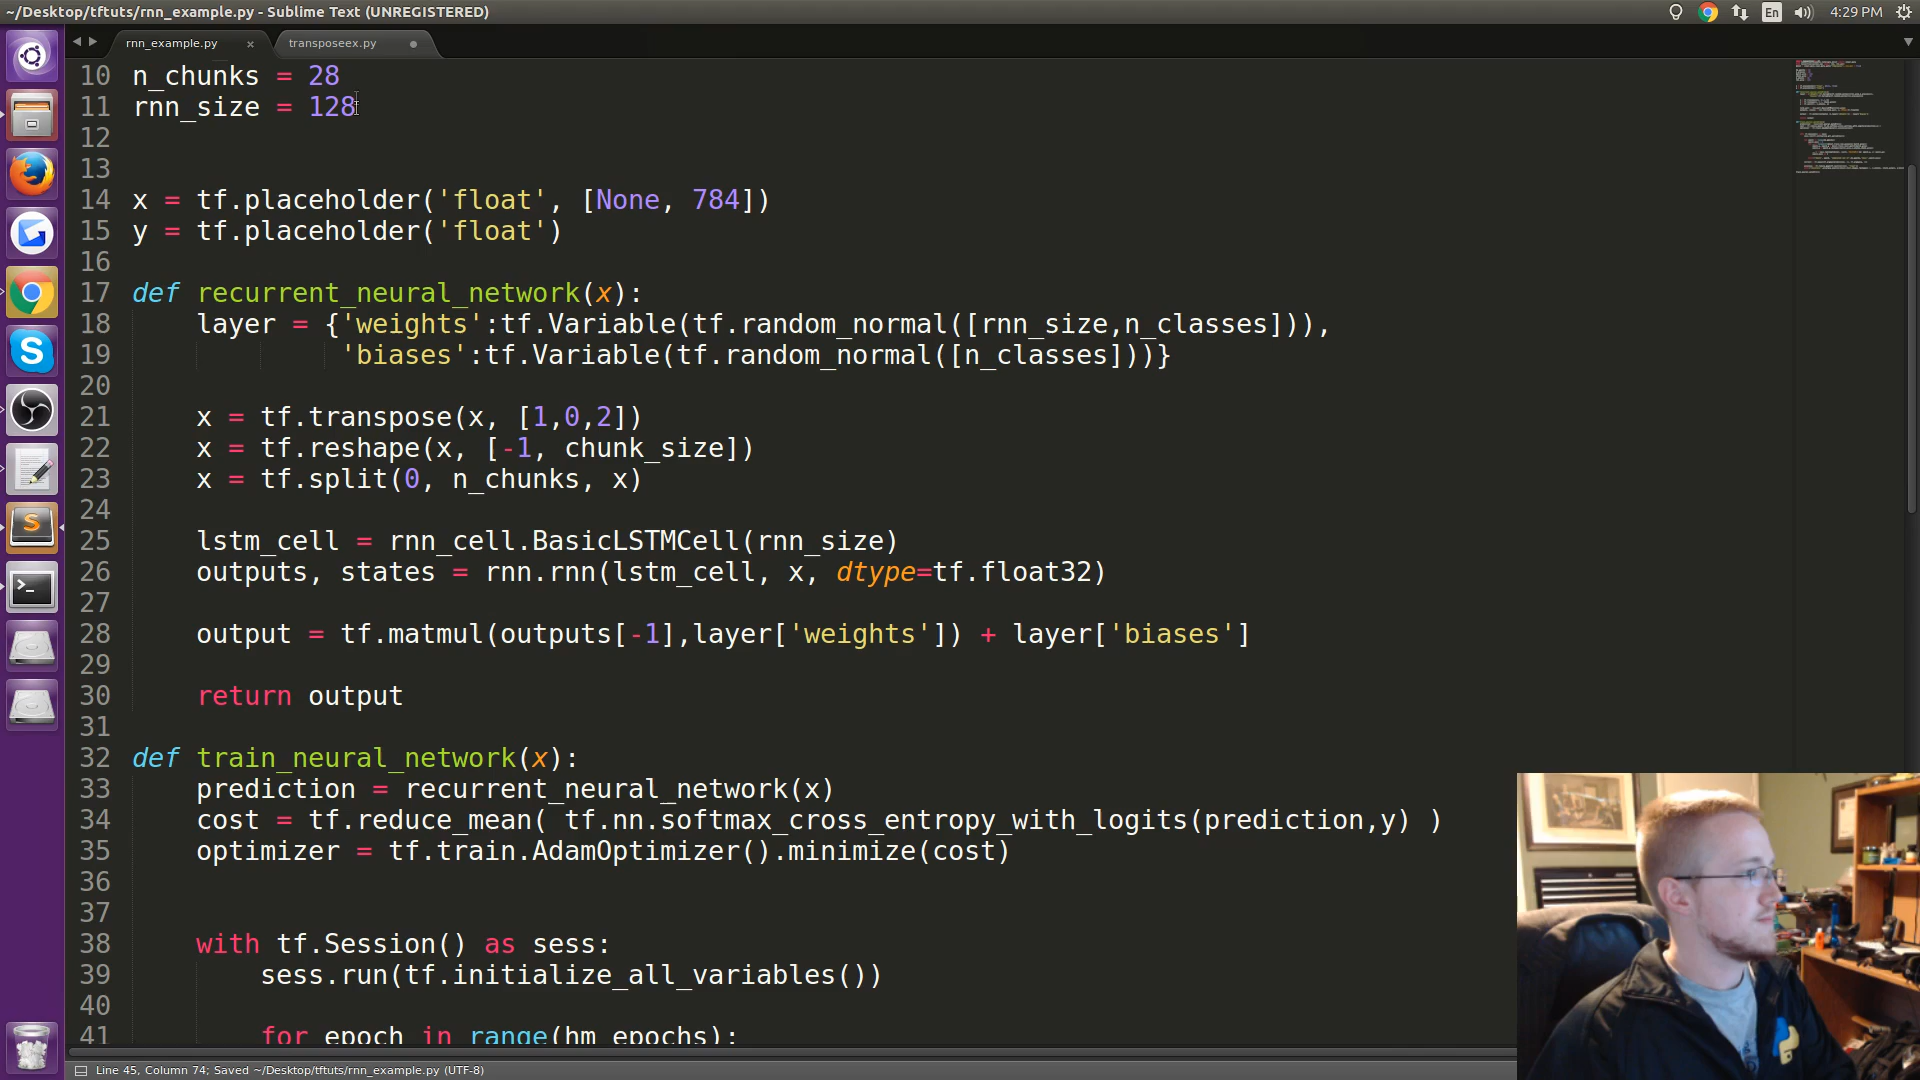 ~/Desktop/tftuts/rnn_example.py - Sublime Text (UNREGISTERED)
En
4:29 PM
rnn_example.py ×
transposeex.py
10 n_chunks = 28
11 rnn_size = 128
12
13
14 x = tf.placeholder('float', [None, 784])
15 y = tf.placeholder('float')
16
17 def recurrent_neural_network(x):
18 layer = {'weights':tf.Variable(tf.random_normal([rnn_size,n_classes])),
19 'biases':tf.Variable(tf.random_normal([n_classes]))}
20
21 x = tf.transpose(x, [1,0,2])
22 x = tf.reshape(x, [-1, chunk_size])
23 x = tf.split(0, n_chunks, x)
24
25 lstm_cell = rnn_cell.BasicLSTMCell(rnn_size)
26 outputs, states = rnn.rnn(lstm_cell, x, dtype=tf.float32)
27
28 output = tf.matmul(outputs[-1],layer['weights']) + layer['biases']
29
30 return output
31
32 def train_neural_network(x):
33 prediction = recurrent_neural_network(x)
34 cost = tf.reduce_mean( tf.nn.softmax_cross_entropy_with_logits(prediction,y) )
35 optimizer = tf.train.AdamOptimizer().minimize(cost)
36
37
38 with tf.Session() as sess:
39 sess.run(tf.initialize_all_variables())
40
41 for epoch in range(hm_epochs):
Line 45, Column 74; Saved ~/Desktop/tftuts/rnn_example.py (UTF-8)